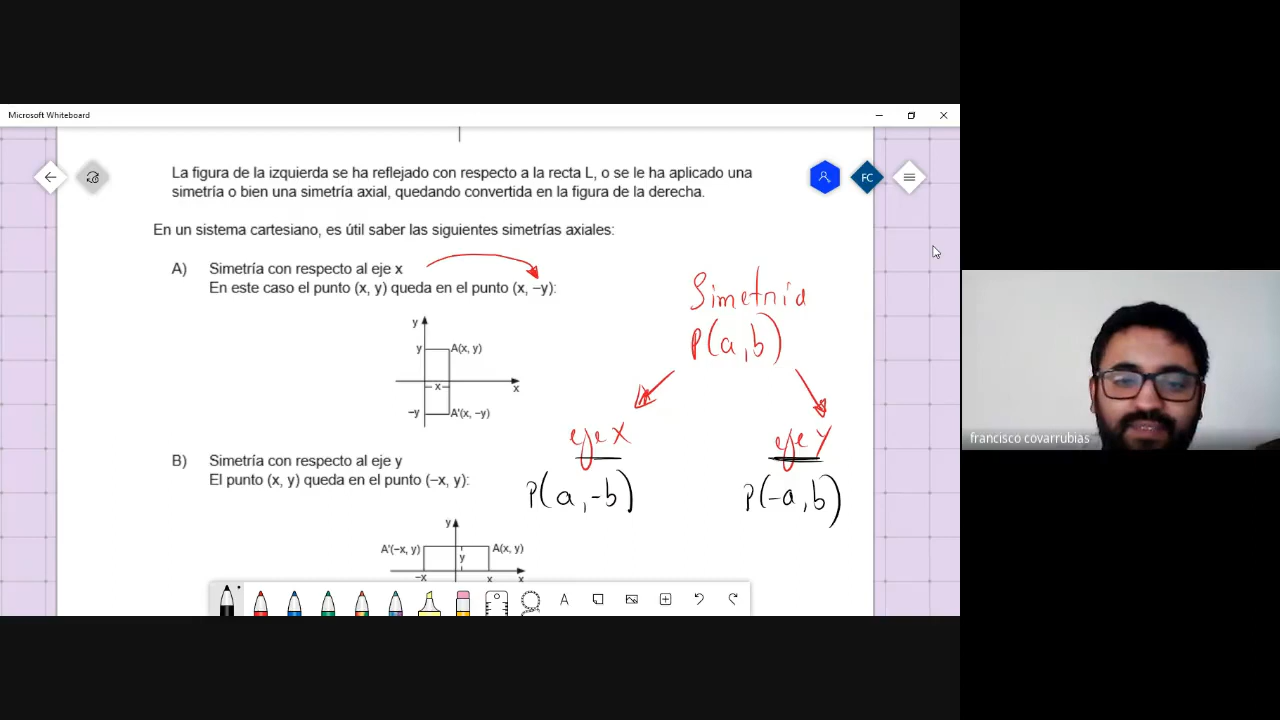 Microsoft Whiteboard
La figura de la izquierda se ha reflejado con respecto a la recta L, o se le ha aplicado una
simetría o bien una simetría axial, quedando convertida en la figura de la derecha.
FC
En un sistema cartesiano, es útil saber las siguientes simetrías axiales:
A) Simetría con respecto al eje x
En este caso el punto (x, y) queda en el punto (x, –y):
Simetria
P(a,b)
y
y
A(x, y)
x
x
–y
A'(x, –y)
eje X
eje Y
P(a,-b)
P(-a,b)
francisco covarrubias
B) Simetría con respecto al eje y
El punto (x, y) queda en el punto (–x, y):
y
A'(–x, y)
A(x, y)
y
–x
x
x
A